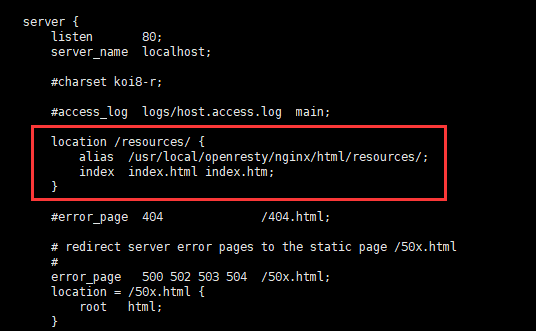 server {
    listen       80;
    server_name  localhost;
    #charset koi8-r;
    #access_log  logs/host.access.log  main;
    location /resources/ {
        alias  /usr/local/openresty/nginx/html/resources/;
        index  index.html index.htm;
    }
    #error_page  404              /404.html;
    # redirect server error pages to the static page /50x.html
    #
    error_page   500 502 503 504  /50x.html;
    location = /50x.html {
        root   html;
    }